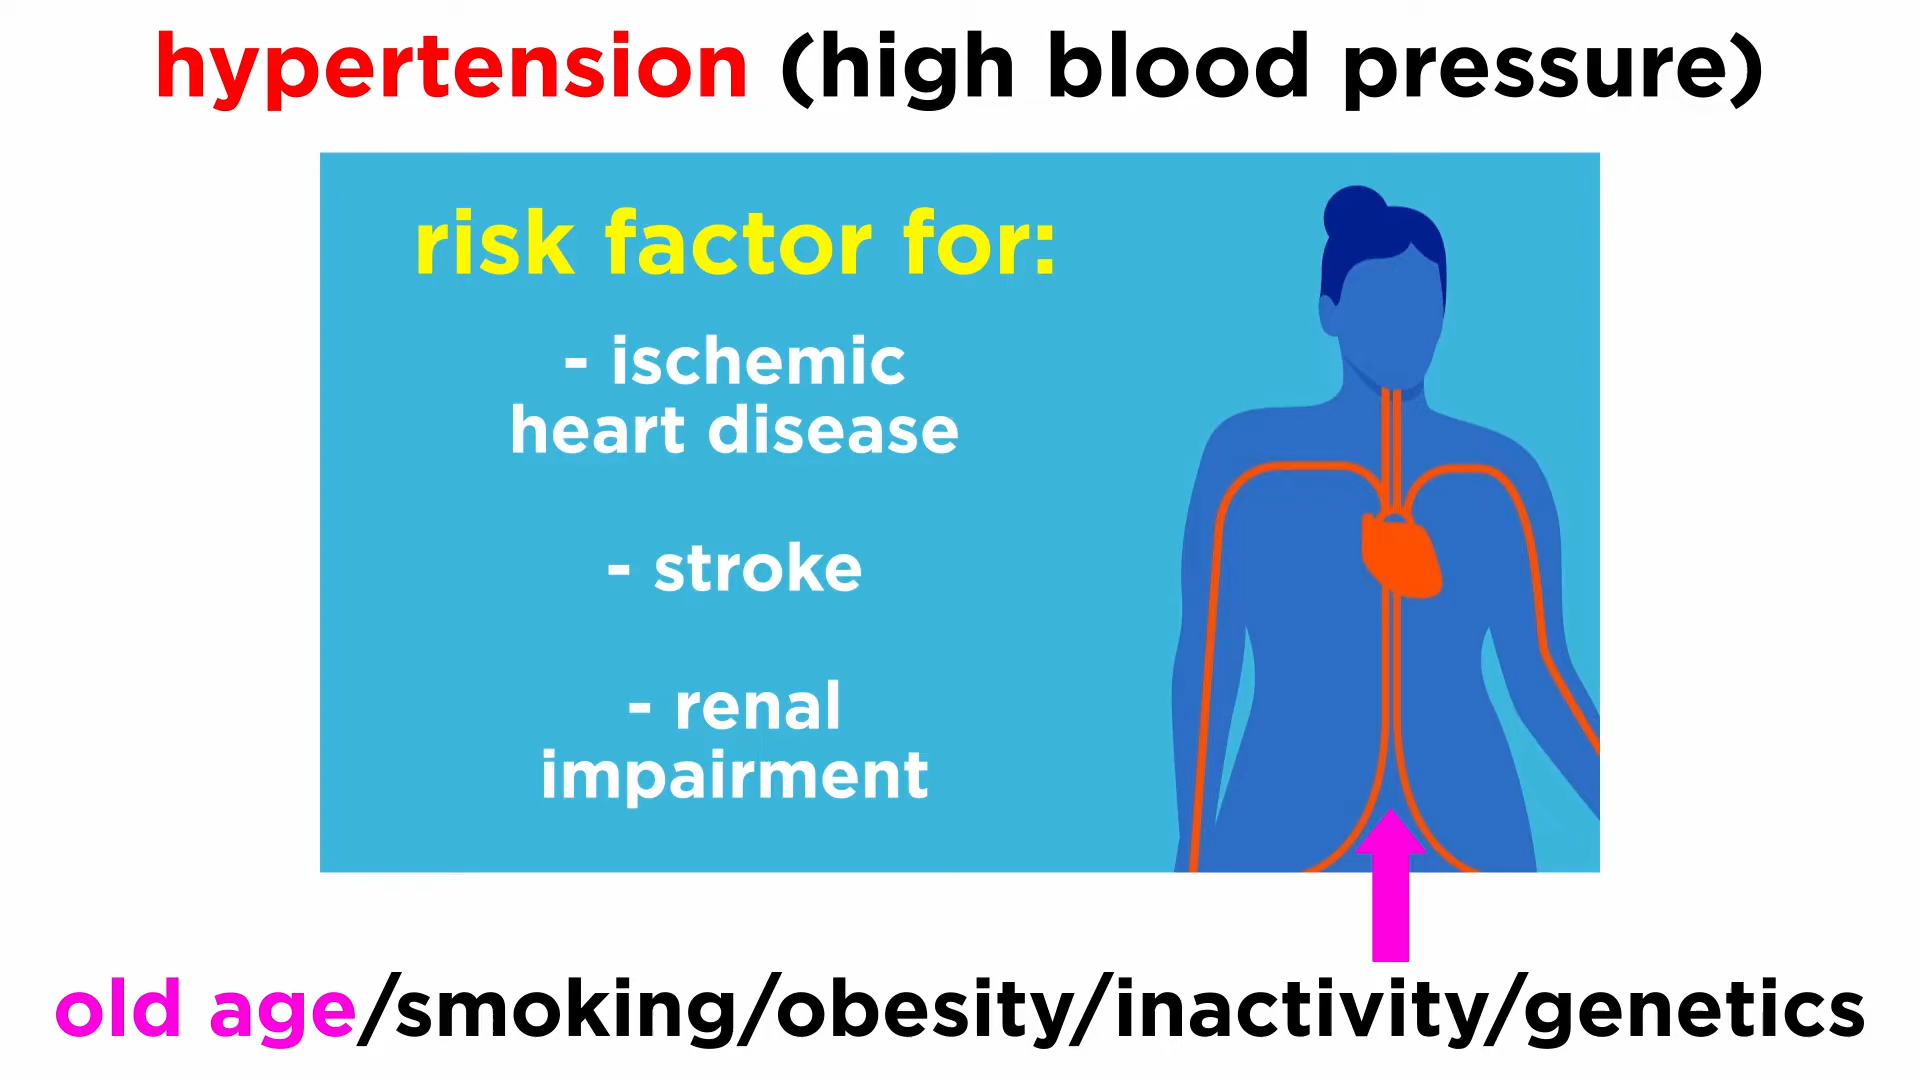 hypertension (high blood pressure)
risk factor for:
- ischemic
heart disease
- stroke
- renal
impairment
old age/smoking/obesity/inactivity/genetics